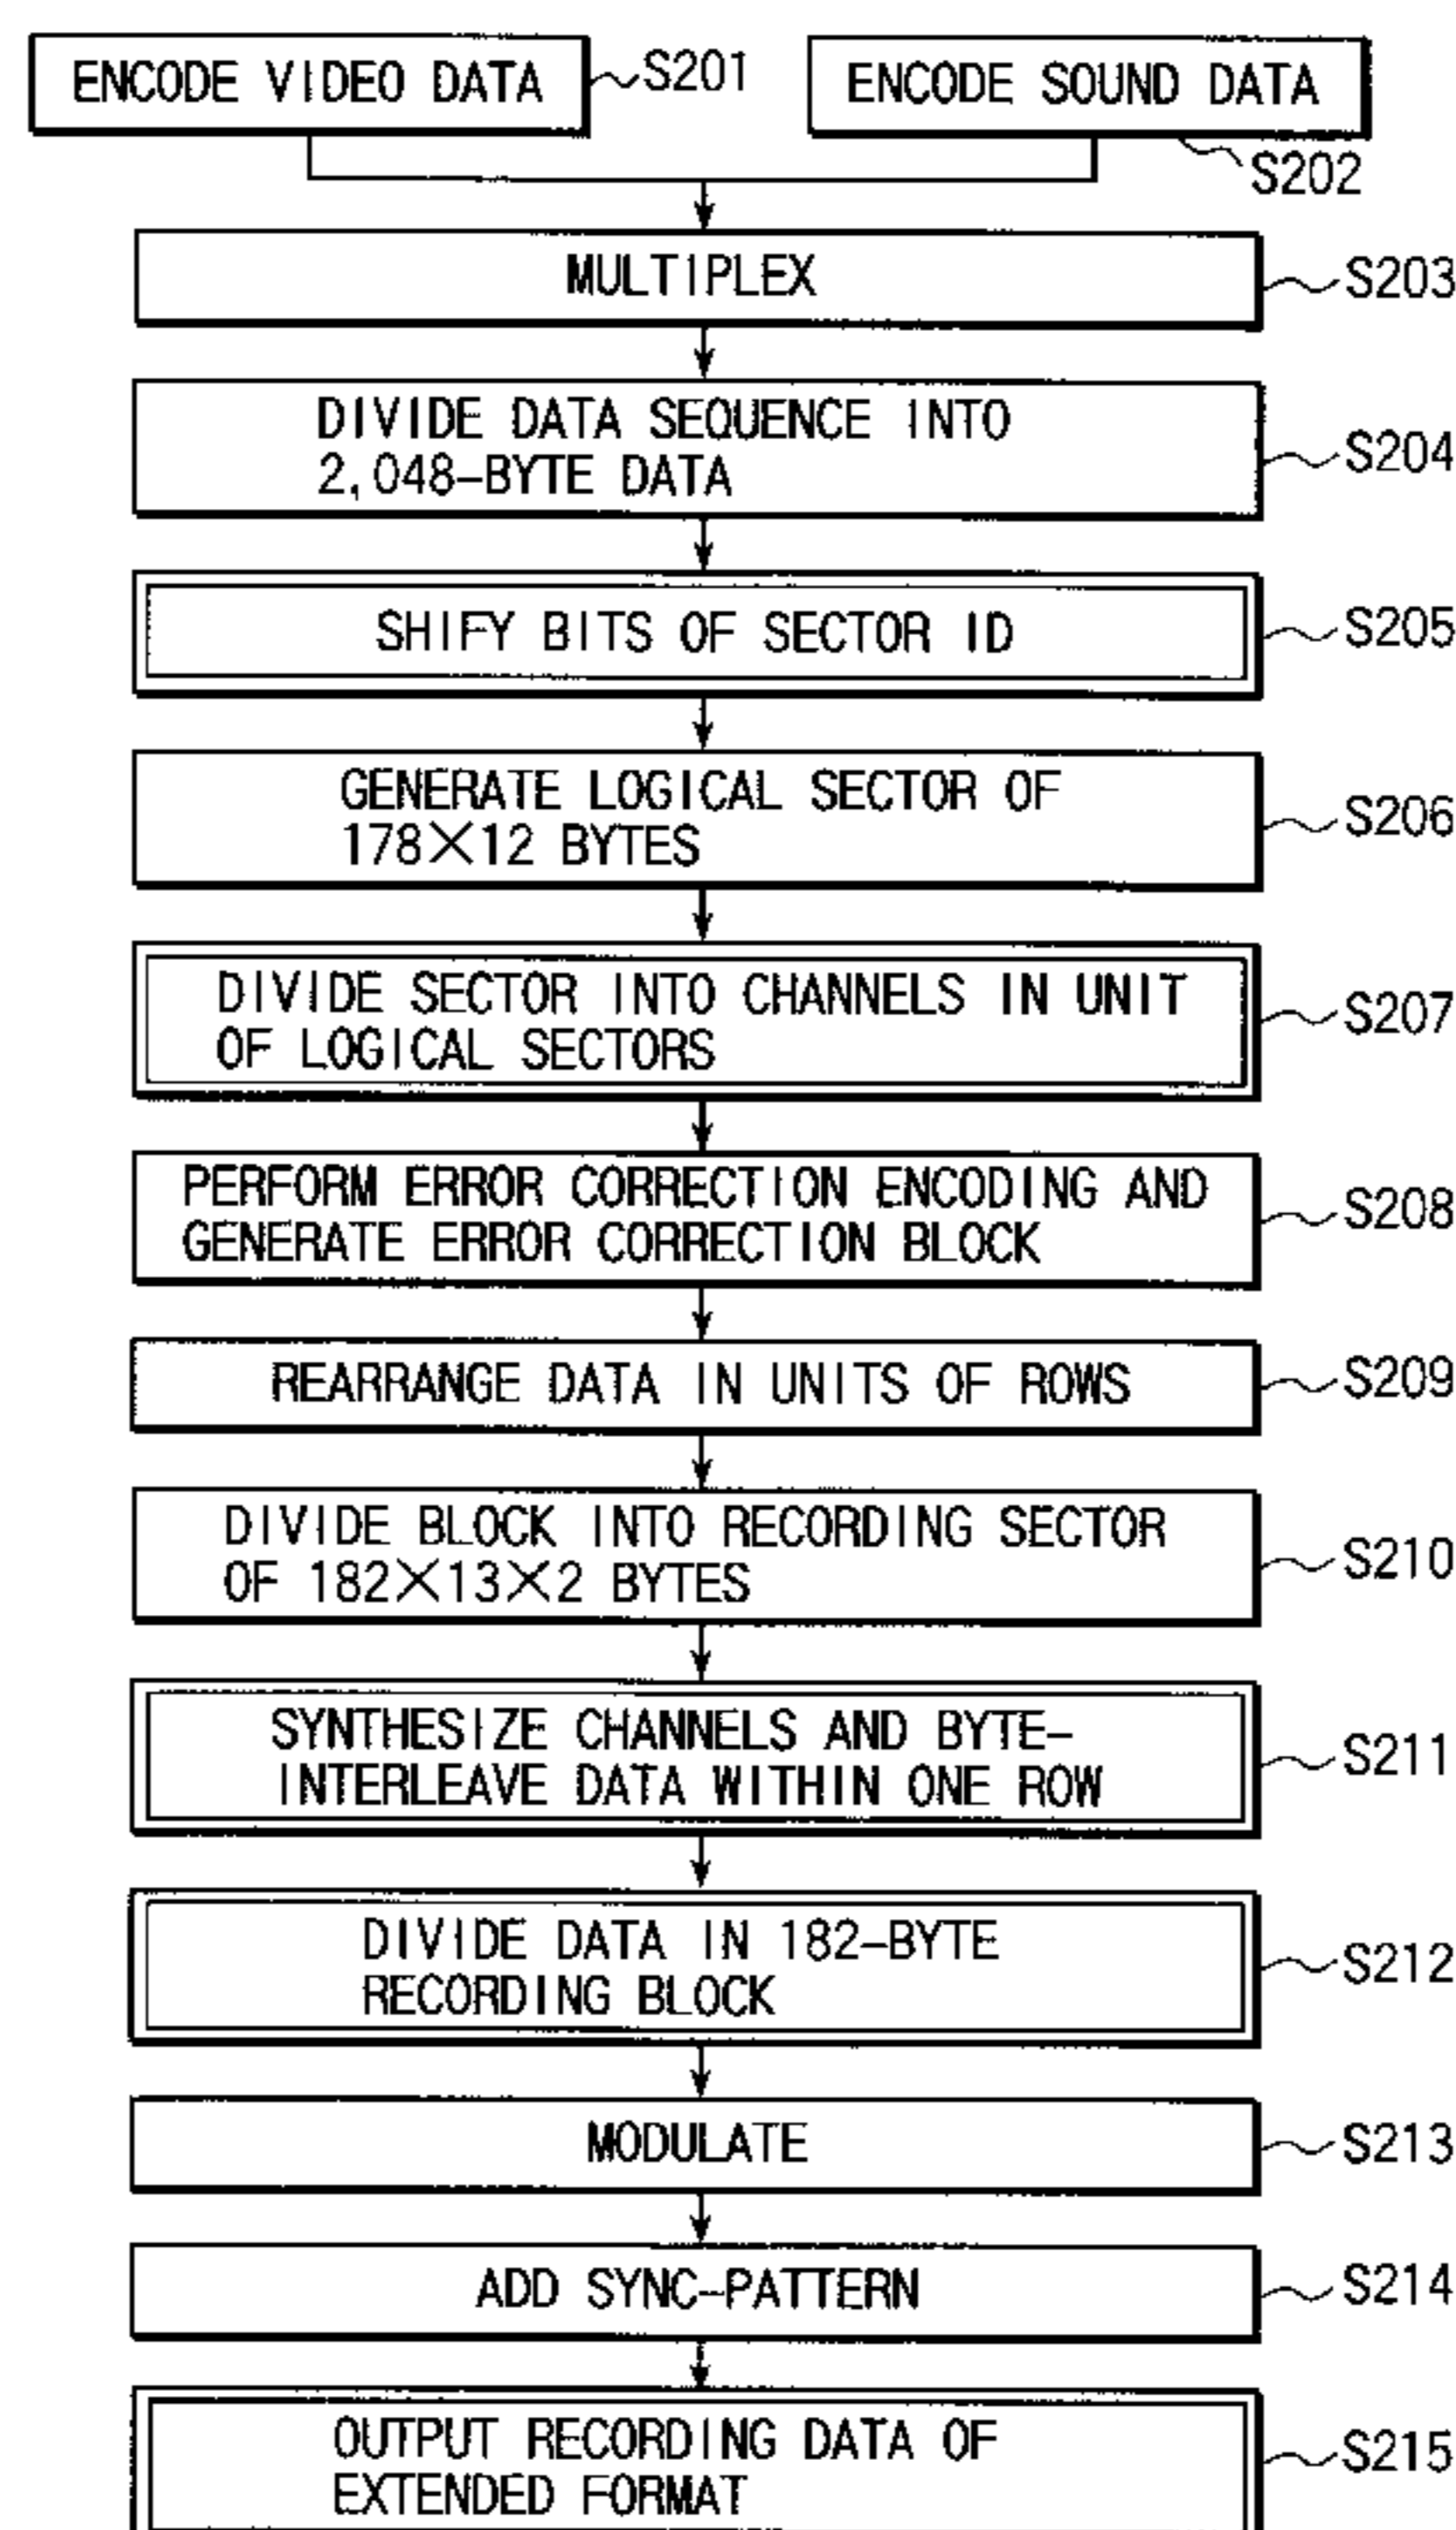 ENCODE VIDEO DATA
S201
ENCODE SOUND DATA
S202
MULTIPLEX
S203
DIVIDE DATA SEQUENCE INTO
2,048-BYTE DATA
S204
SHIFY BITS OF SECTOR ID
S205
GENERATE LOGICAL SECTOR OF
178×12 BYTES
S206
DIVIDE SECTOR INTO CHANNELS IN UNIT
OF LOGICAL SECTORS
S207
PERFORM ERROR CORRECTION ENCODING AND
GENERATE ERROR CORRECTION BLOCK
S208
REARRANGE DATA IN UNITS OF ROWS
S209
DIVIDE BLOCK INTO RECORDING SECTOR
OF 182×13×2 BYTES
S210
SYNTHESIZE CHANNELS AND BYTE-
INTERLEAVE DATA WITHIN ONE ROW
S211
DIVIDE DATA IN 182-BYTE
RECORDING BLOCK
S212
MODULATE
S213
ADD SYNC-PATTERN
S214
OUTPUT RECORDING DATA OF
EXTENDED FORMAT
S215